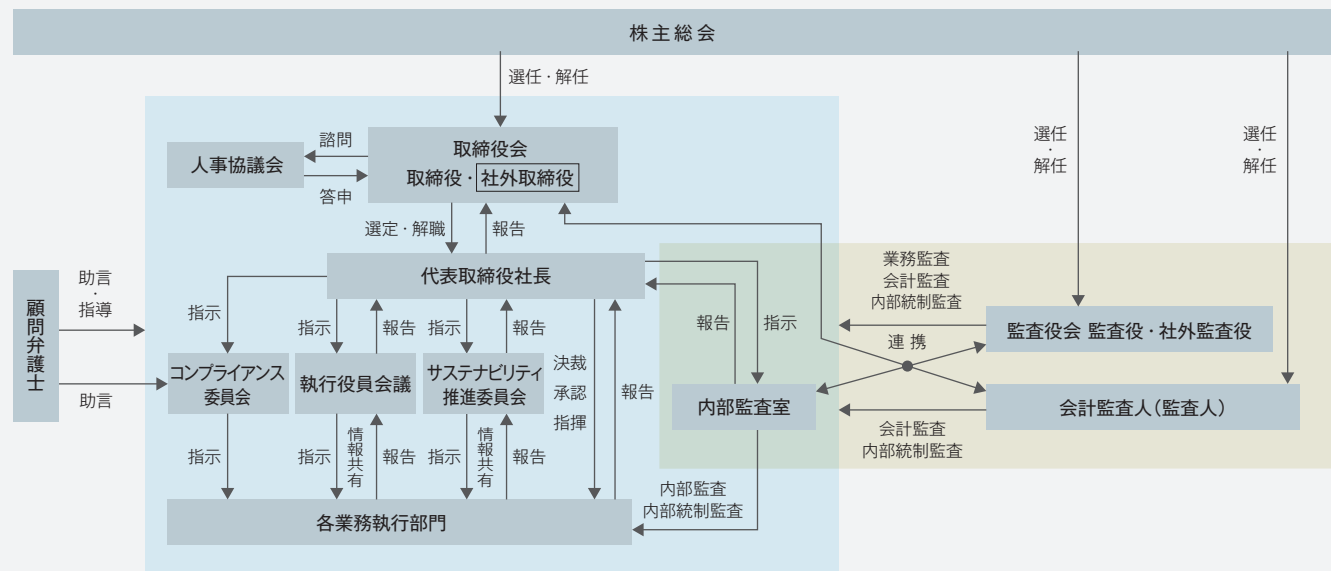 株主総会
選任・解任
選任・解任
選任・解任
人事協議会
諮問
答申
取締役会
取締役・社外取締役
選定・解職
報告
代表取締役社長
顧問弁護士
助言・指導
助言
指示
指示
報告
指示
報告
決裁
承認
指揮
報告
コンプライアンス
委員会
執行役員会議
サステナビリティ
推進委員会
指示
指示
情報共有
報告
指示
情報共有
報告
各業務執行部門
報告
指示
内部監査室
内部監査
内部統制監査
業務監査
会計監査
内部統制監査
連携
監査役会 監査役・社外監査役
会計監査人(監査人)
会計監査
内部統制監査